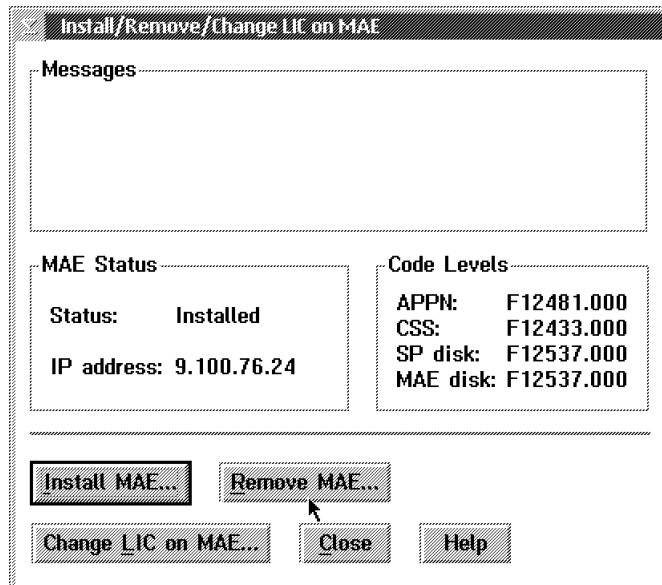 Install/Remove/Change LIC on MAE
Messages
MAE Status
Status: Installed
IP address: 9.100.76.24
Code Levels
APPN: F12481.000
CSS: F12433.000
SP disk: F12537.000
MAE disk: F12537.000
Install MAE... Remove MAE...
Change LIC on MAE... Close Help